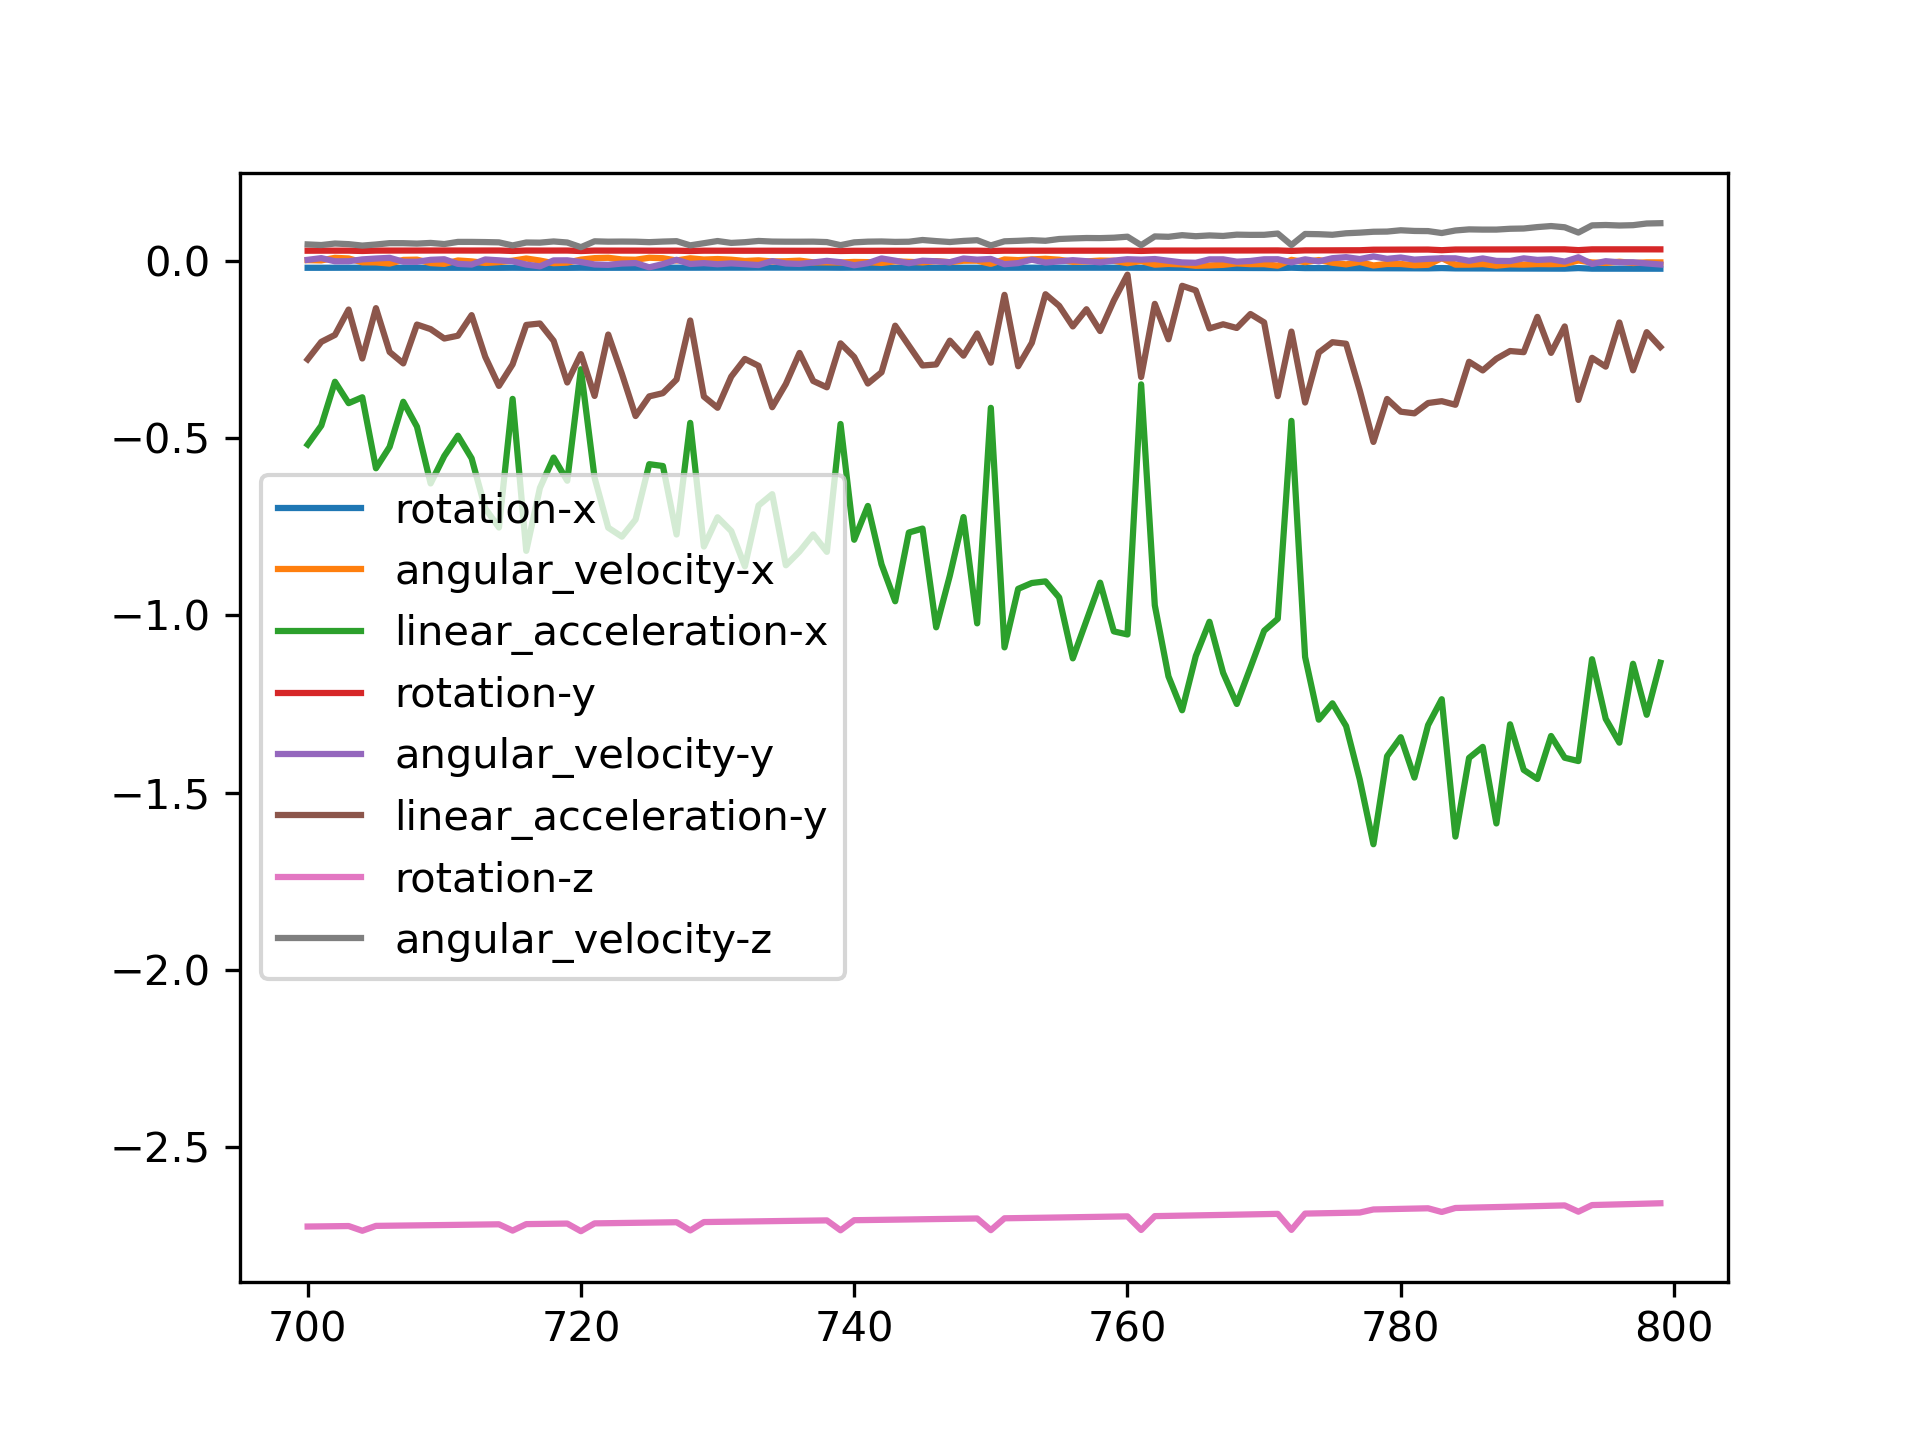 0.0
−0.5
−1.0
−1.5
−2.0
−2.5
rotation-x
angular_velocity-x
linear_acceleration-x
rotation-y
angular_velocity-y
linear_acceleration-y
rotation-z
angular_velocity-z
700 720 740 760 780 800